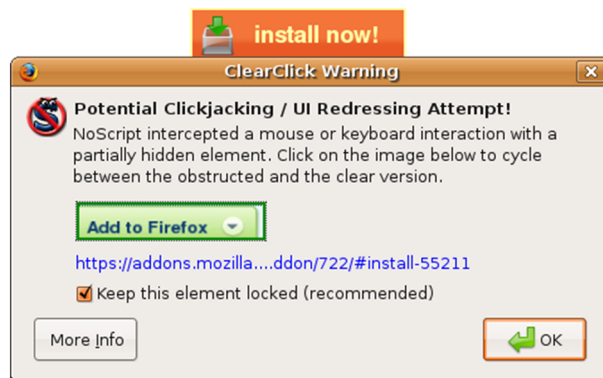 install now!
ClearClick Warning
Potential Clickjacking / UI Redressing Attempt!
NoScript intercepted a mouse or keyboard interaction with a
partially hidden element. Click on the image below to cycle
between the obstructed and the clear version.
Add to Firefox
https://addons.mozilla....ddon/722/#install-55211
Keep this element locked (recommended)
More Info
OK